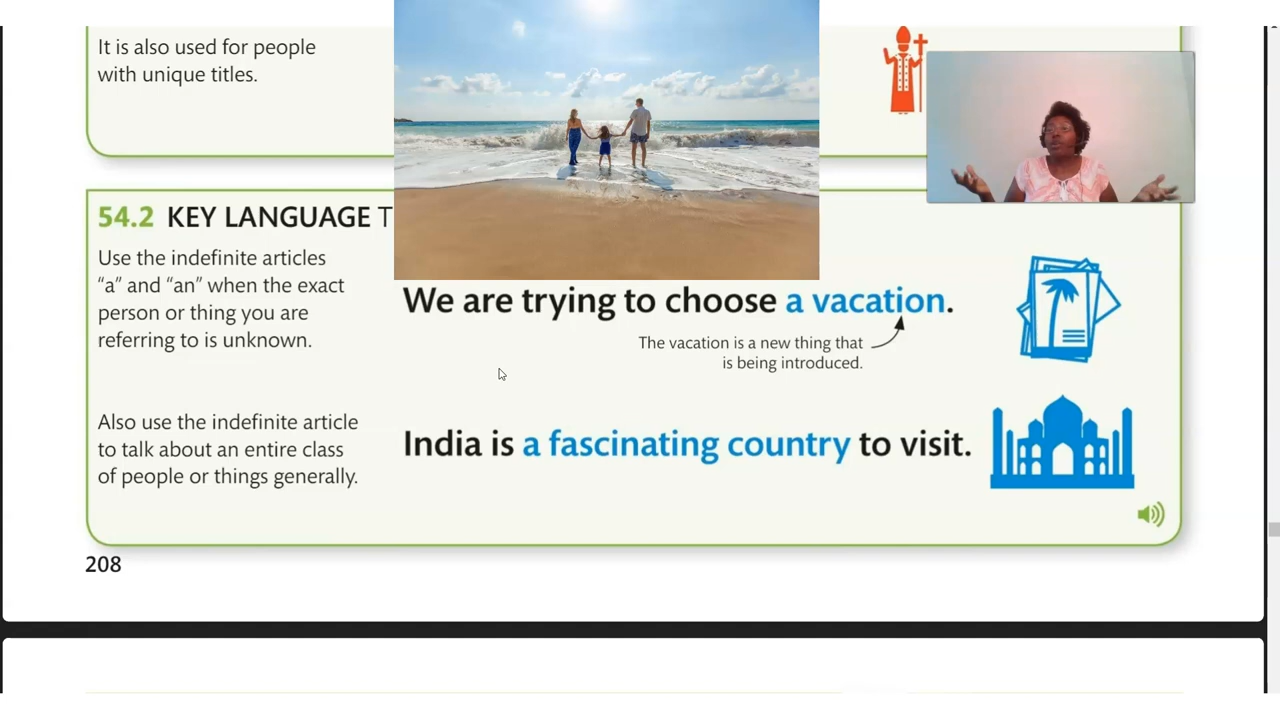 It is also used for people
with unique titles.
54.2 KEY LANGUAGE T
Use the indefinite articles
“a” and “an” when the exact
person or thing you are
referring to is unknown.
We are trying to choose a vacation.
The vacation is a new thing that
is being introduced.
Also use the indefinite article
to talk about an entire class
of people or things generally.
India is a fascinating country to visit.
208